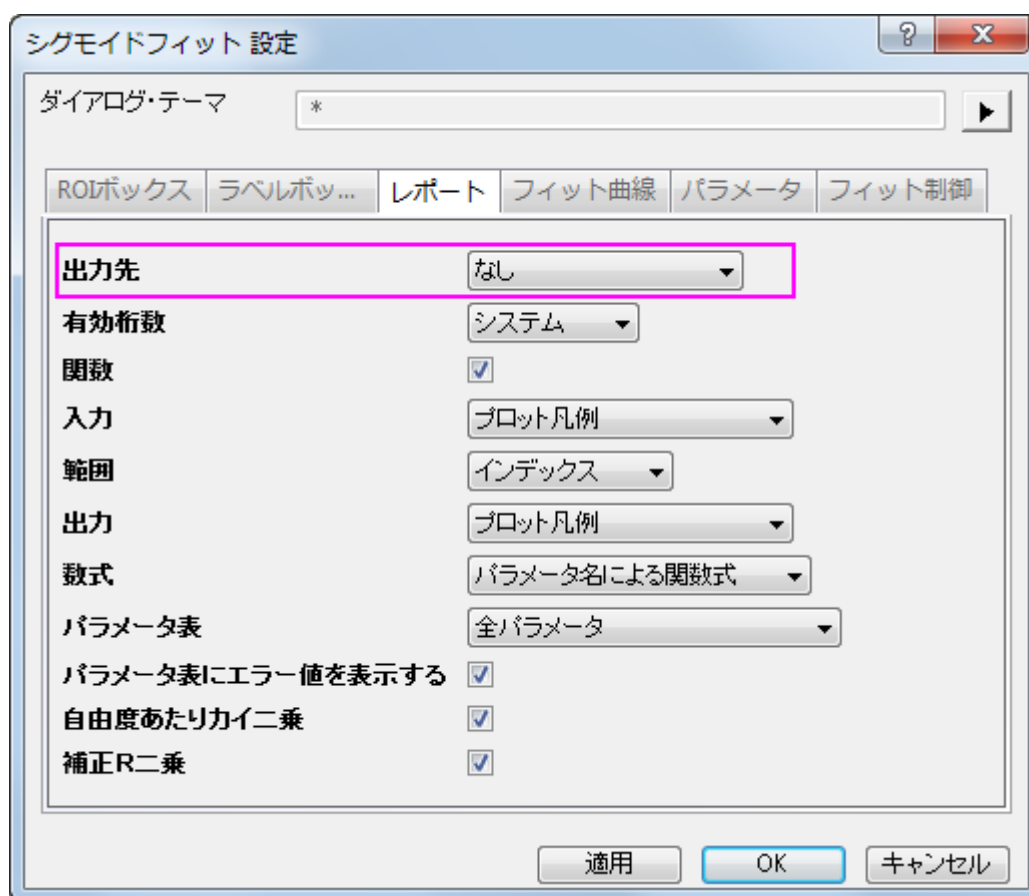 シグモイドフィット 設定
ダイアログ・テーマ *
ROIボックス ラベルボッ... レポート フィット曲線 パラメータ フィット制御
出力先 なし
有効桁数 システム
関数
入力 プロット凡例
範囲 インデックス
出力 プロット凡例
数式 パラメータ名による関数式
パラメータ表 全パラメータ
パラメータ表にエラー値を表示する
自由度あたりカイ二乗
補正R二乗
適用 OK キャンセル